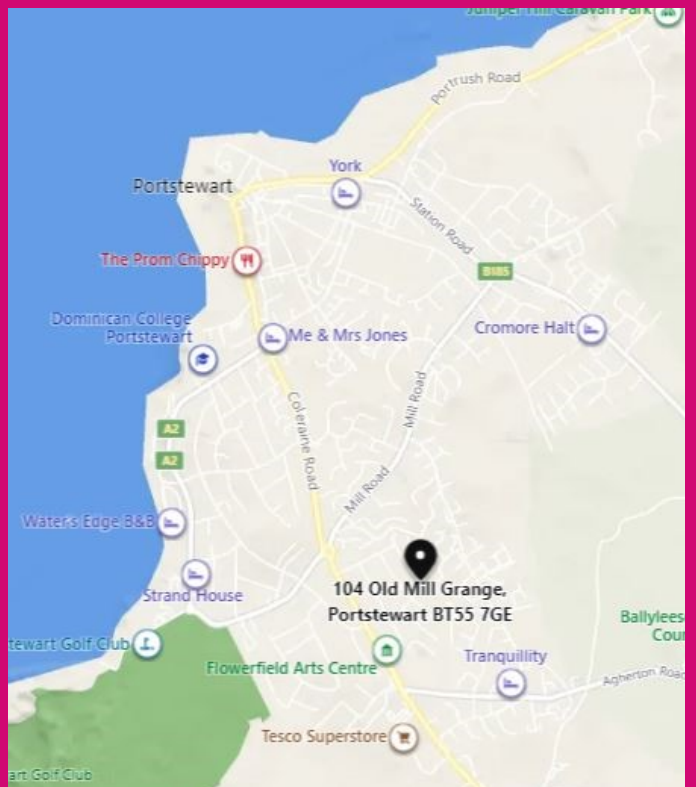 Juniper Hill Caravan Park
Portrush Road
York
Portstewart
Station Road
The Prom Chippy
B185
Dominican College
Portstewart
Me & Mrs Jones
Cromore Halt
Mill Road
Coleraine Road
A2
A2
Mill Road
Water's Edge B&B
104 Old Mill Grange,
Portstewart BT55 7GE
Strand House
Ballylees
Cour
tewart Golf Club
Flowerfield Arts Centre
Tranquillity
Agherton Road
Tesco Superstore
art Golf Club